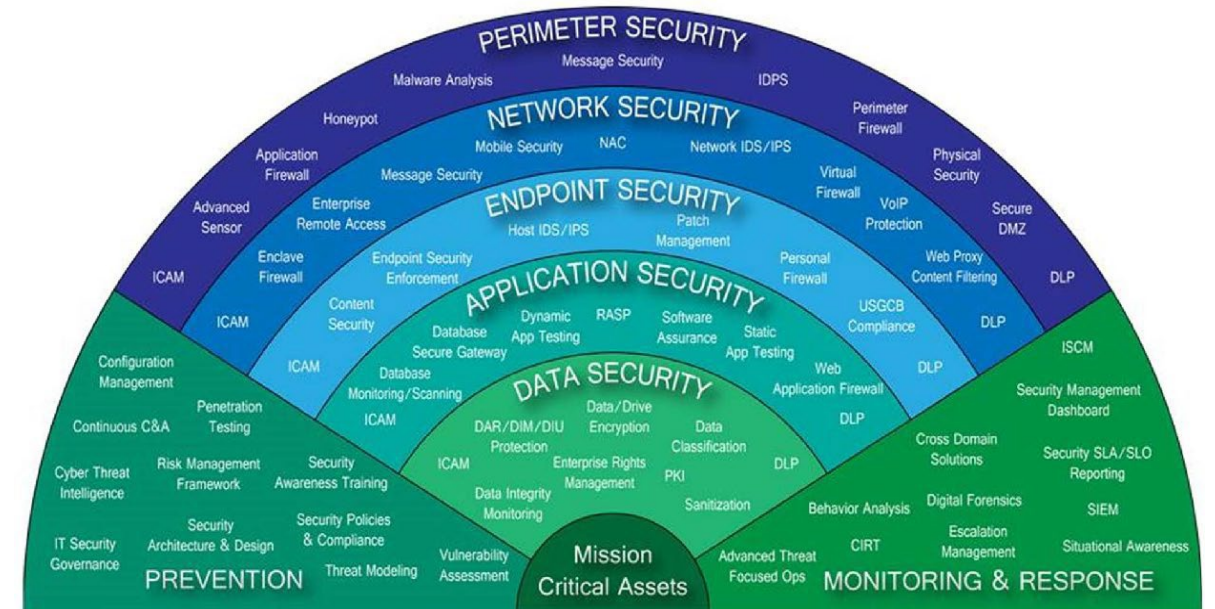 PERIMETER SECURITY
Message Security
Malware Analysis
IDPS
Honeypot
Perimeter
Firewall
Application
Firewall
Physical
Security
Advanced
Sensor
Secure
DMZ
ICAM
DLP
NETWORK SECURITY
Mobile Security
NAC
Network IDS/IPS
Message Security
Virtual
Firewall
Enterprise
Remote Access
VoIP
Protection
Enclave
Firewall
Web Proxy
Content Filtering
ICAM
DLP
ENDPOINT SECURITY
Host IDS/IPS
Patch
Management
Endpoint Security
Enforcement
Personal
Firewall
Content
Security
USGCB
Compliance
ICAM
DLP
APPLICATION SECURITY
Dynamic
App Testing
RASP
Software
Assurance
Database
Secure Gateway
Static
App Testing
Database
Monitoring/Scanning
Web
Application Firewall
ICAM
DLP
DATA SECURITY
DAR/DIM/DIU
Protection
Data/Drive
Encryption
Data
Classification
ICAM
Enterprise Rights
Management
PKI
DLP
Data Integrity
Monitoring
Sanitization
Mission
Critical Assets
Configuration
Management
Penetration
Testing
Continuous C&A
Cyber Threat
Intelligence
Risk Management
Framework
Security
Awareness Training
IT Security
Governance
Security
Architecture & Design
Security Policies
& Compliance
Threat Modeling
Vulnerability
Assessment
PREVENTION
ISCM
Security Management
Dashboard
Cross Domain
Solutions
Security SLA/SLO
Reporting
Behavior Analysis
Digital Forensics
SIEM
CIRT
Escalation
Management
Situational Awareness
Advanced Threat
Focused Ops
MONITORING & RESPONSE